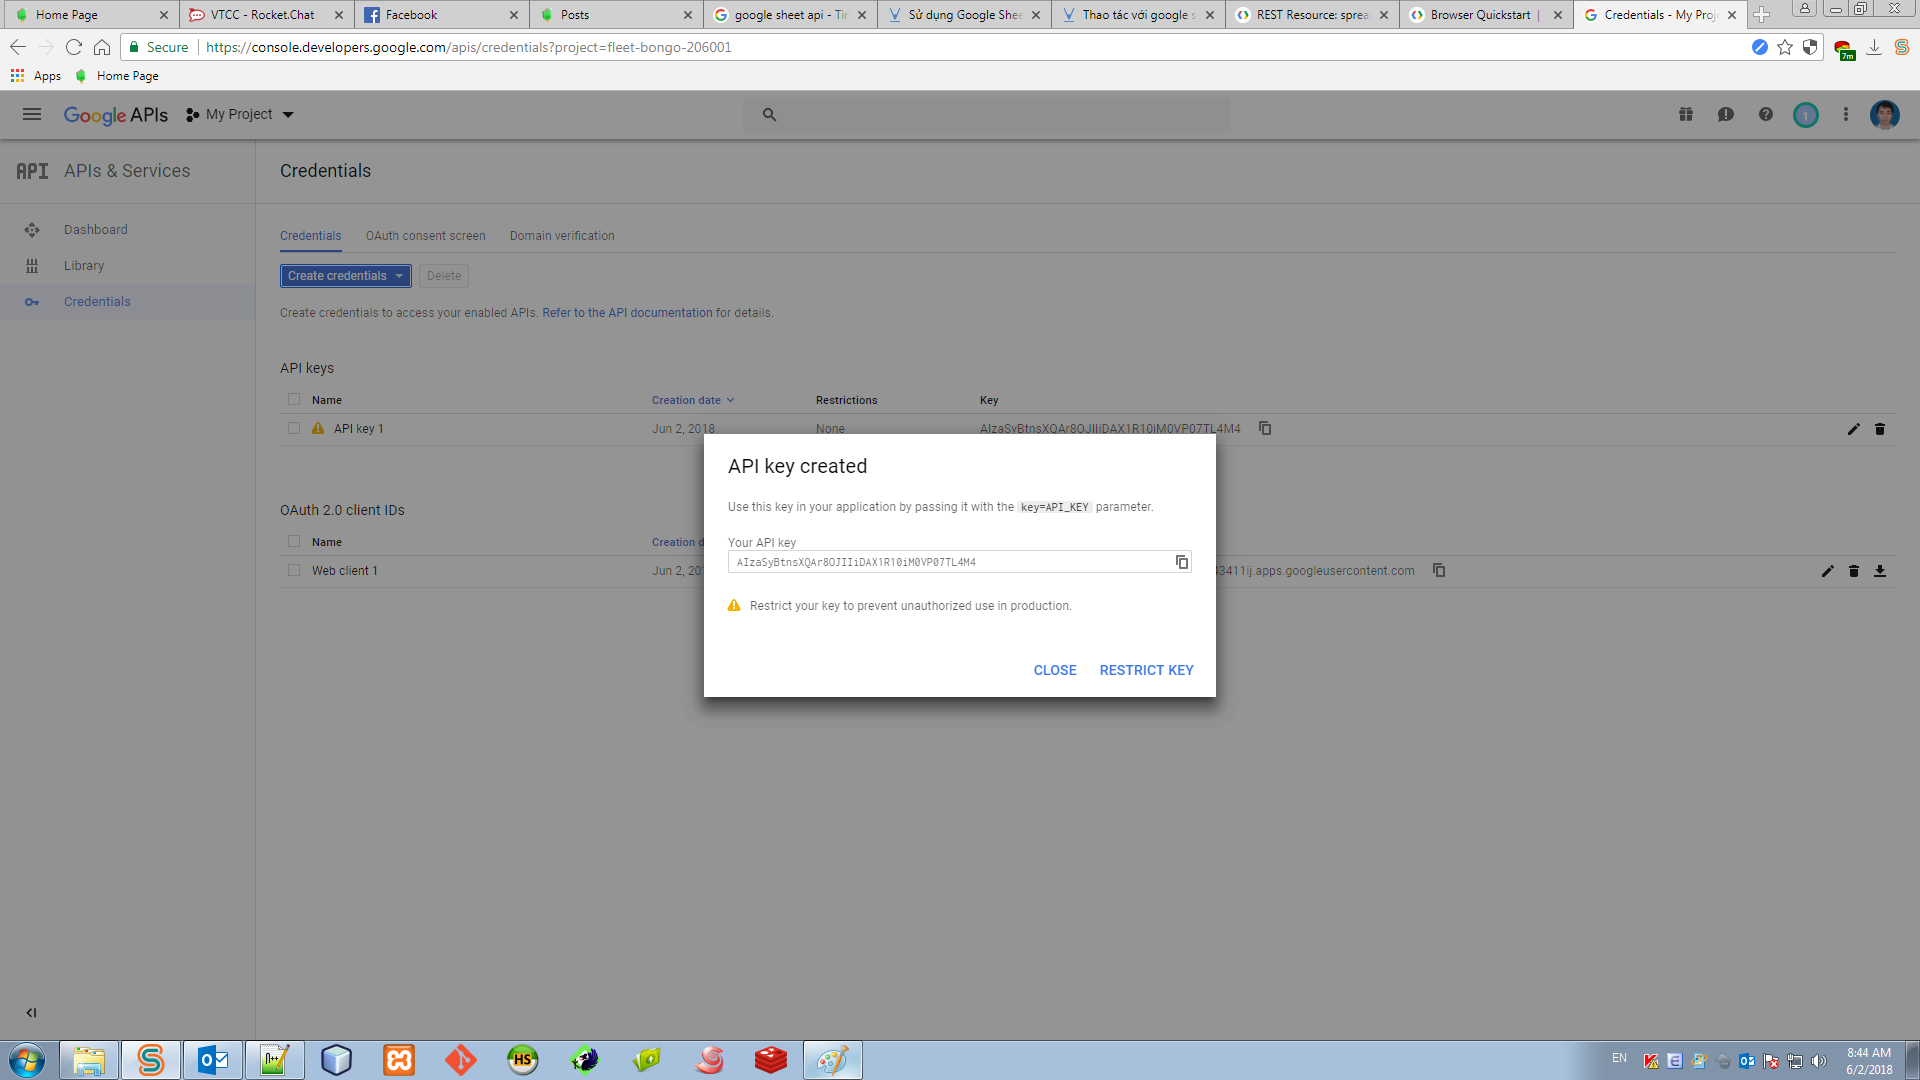 Home Page
VTCC - Rocket.Chat
Facebook
Posts
google sheet api - Tìr
Sử dụng Google Shee
Thao tác với google s
REST Resource: sprea
Browser Quickstart |
Credentials - My Proj
Secure
https://console.developers.google.com/apis/credentials?project=fleet-bongo-206001
7m
Apps
Home Page
Google APIs
My Project
1
API
APIs & Services
Credentials
Dashboard
Library
Credentials
Credentials
OAuth consent screen
Domain verification
Create credentials
Delete
Create credentials to access your enabled APIs. Refer to the API documentation for details.
API keys
Name
Creation date
Restrictions
Key
API key 1
Jun 2, 2018
None
AIzaSyBtnsXQAr8OJIIiDAX1R10iM0VP07TL4M4
API key created
Use this key in your application by passing it with the key=API_KEY parameter.
Your API key
AIzaSyBtnsXQAr8OJIIiDAX1R10iM0VP07TL4M4
Restrict your key to prevent unauthorized use in production.
CLOSE
RESTRICT KEY
OAuth 2.0 client IDs
Name
Creation d
Web client 1
Jun 2, 20
3411ij.apps.googleusercontent.com
HS
EN
8:44 AM
6/2/2018